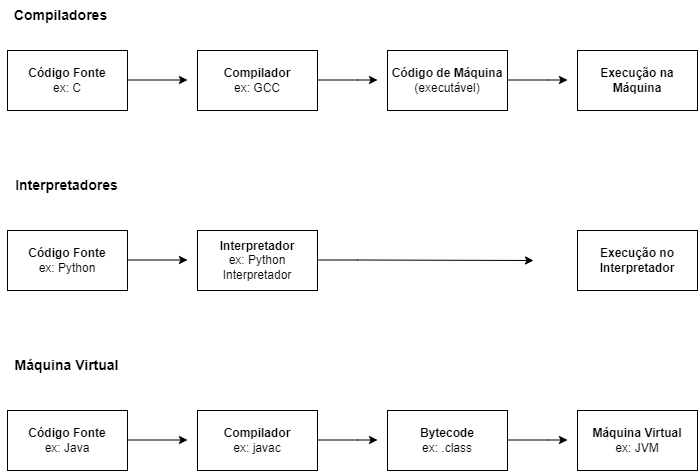 Compiladores
Código Fonte
ex: C
Compilador
ex: GCC
Código de Máquina
(executável)
Execução na
Máquina
Interpretadores
Código Fonte
ex: Python
Interpretador
ex: Python
Interpretador
Execução no
Interpretador
Máquina Virtual
Código Fonte
ex: Java
Compilador
ex: javac
Bytecode
ex: .class
Máquina Virtual
ex: JVM